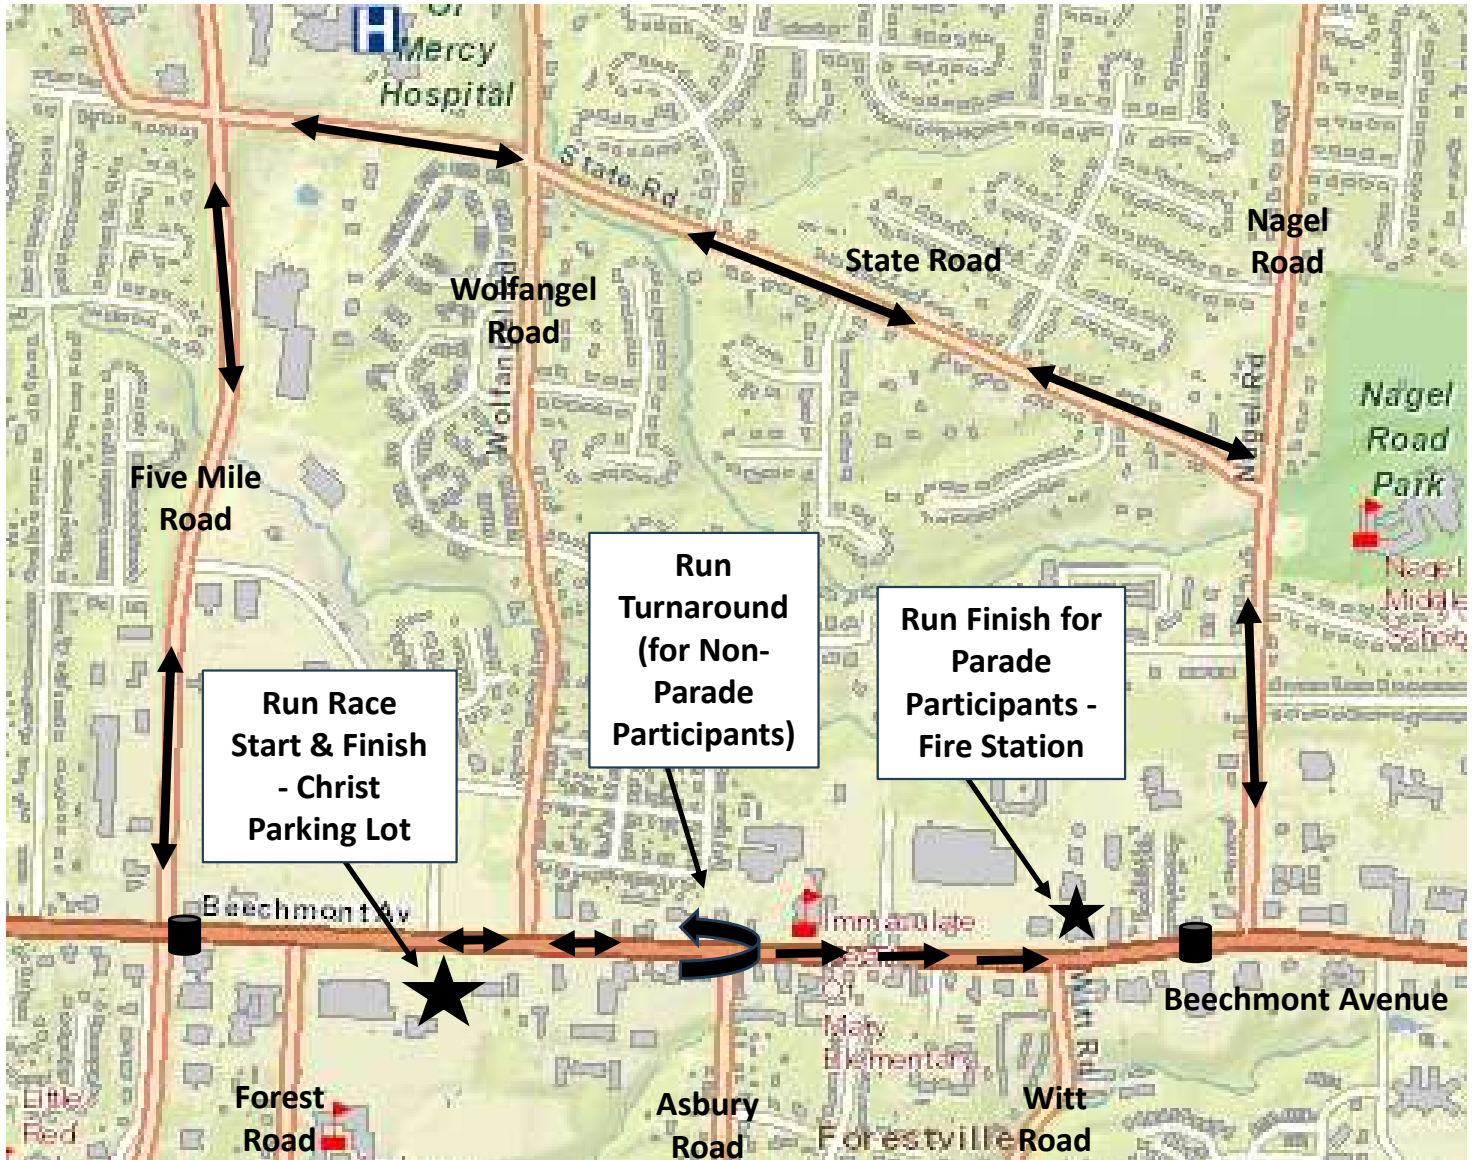 Of
Mercy
Hospital
State Rd
Nagel
Road
State Road
Wolfangel
Road
Nagel Rd
Nagel
Road
Park
Five Mile
Road
Run
Turnaround
(for Non-
Parade
Participants)
Run Finish for
Parade
Participants -
Fire Station
Nagel
Middle
Run Race
Start & Finish
- Christ
Parking Lot
Beechmont Av
Immaculate
Of
Mary
Elementary
Witt Rd
Beechmont Avenue
Little
Red
Forest
Road
Asbury
Road
Forestville
Witt
Road
H